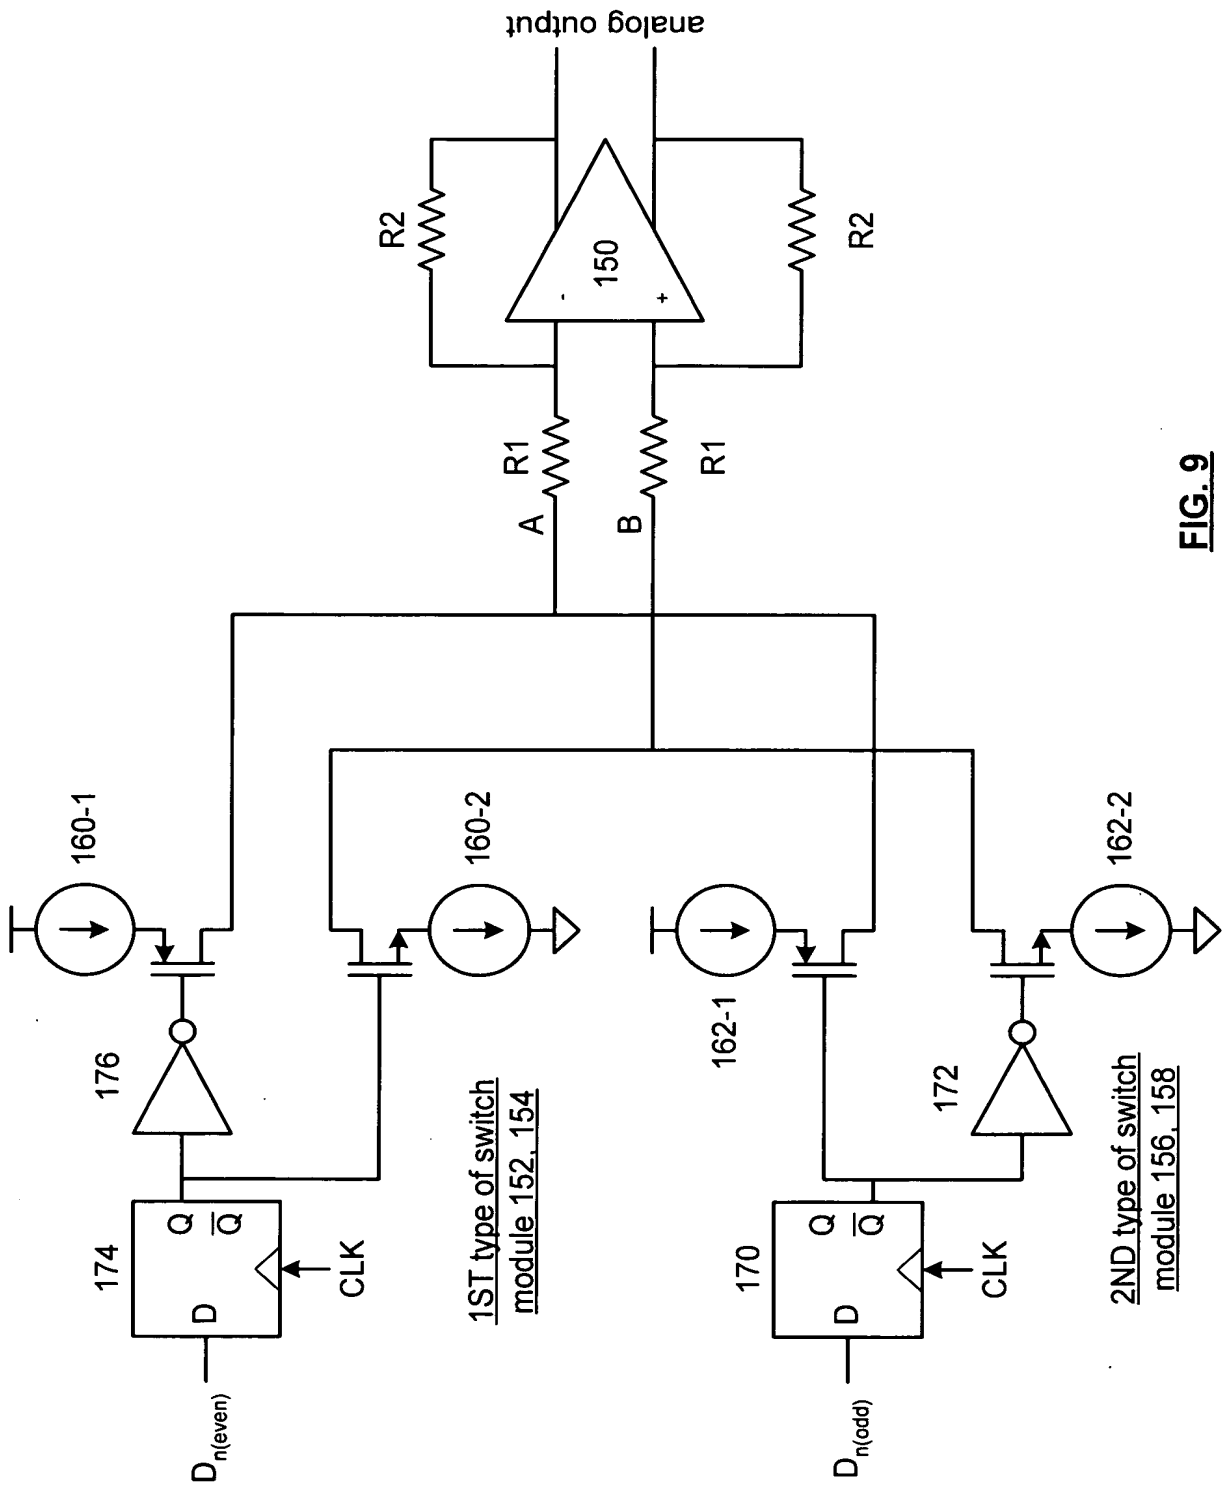 160-1
176
174
Q
Q
D
CLK
D n(even)
160-2
1ST type of switch
module 152, 154
162-1
170
Q
Q
D
CLK
D n(odd)
172
162-2
2ND type of switch
module 156, 158
A
R1
B
R1
R2
-
+
150
R2
analog output
FIG. 9